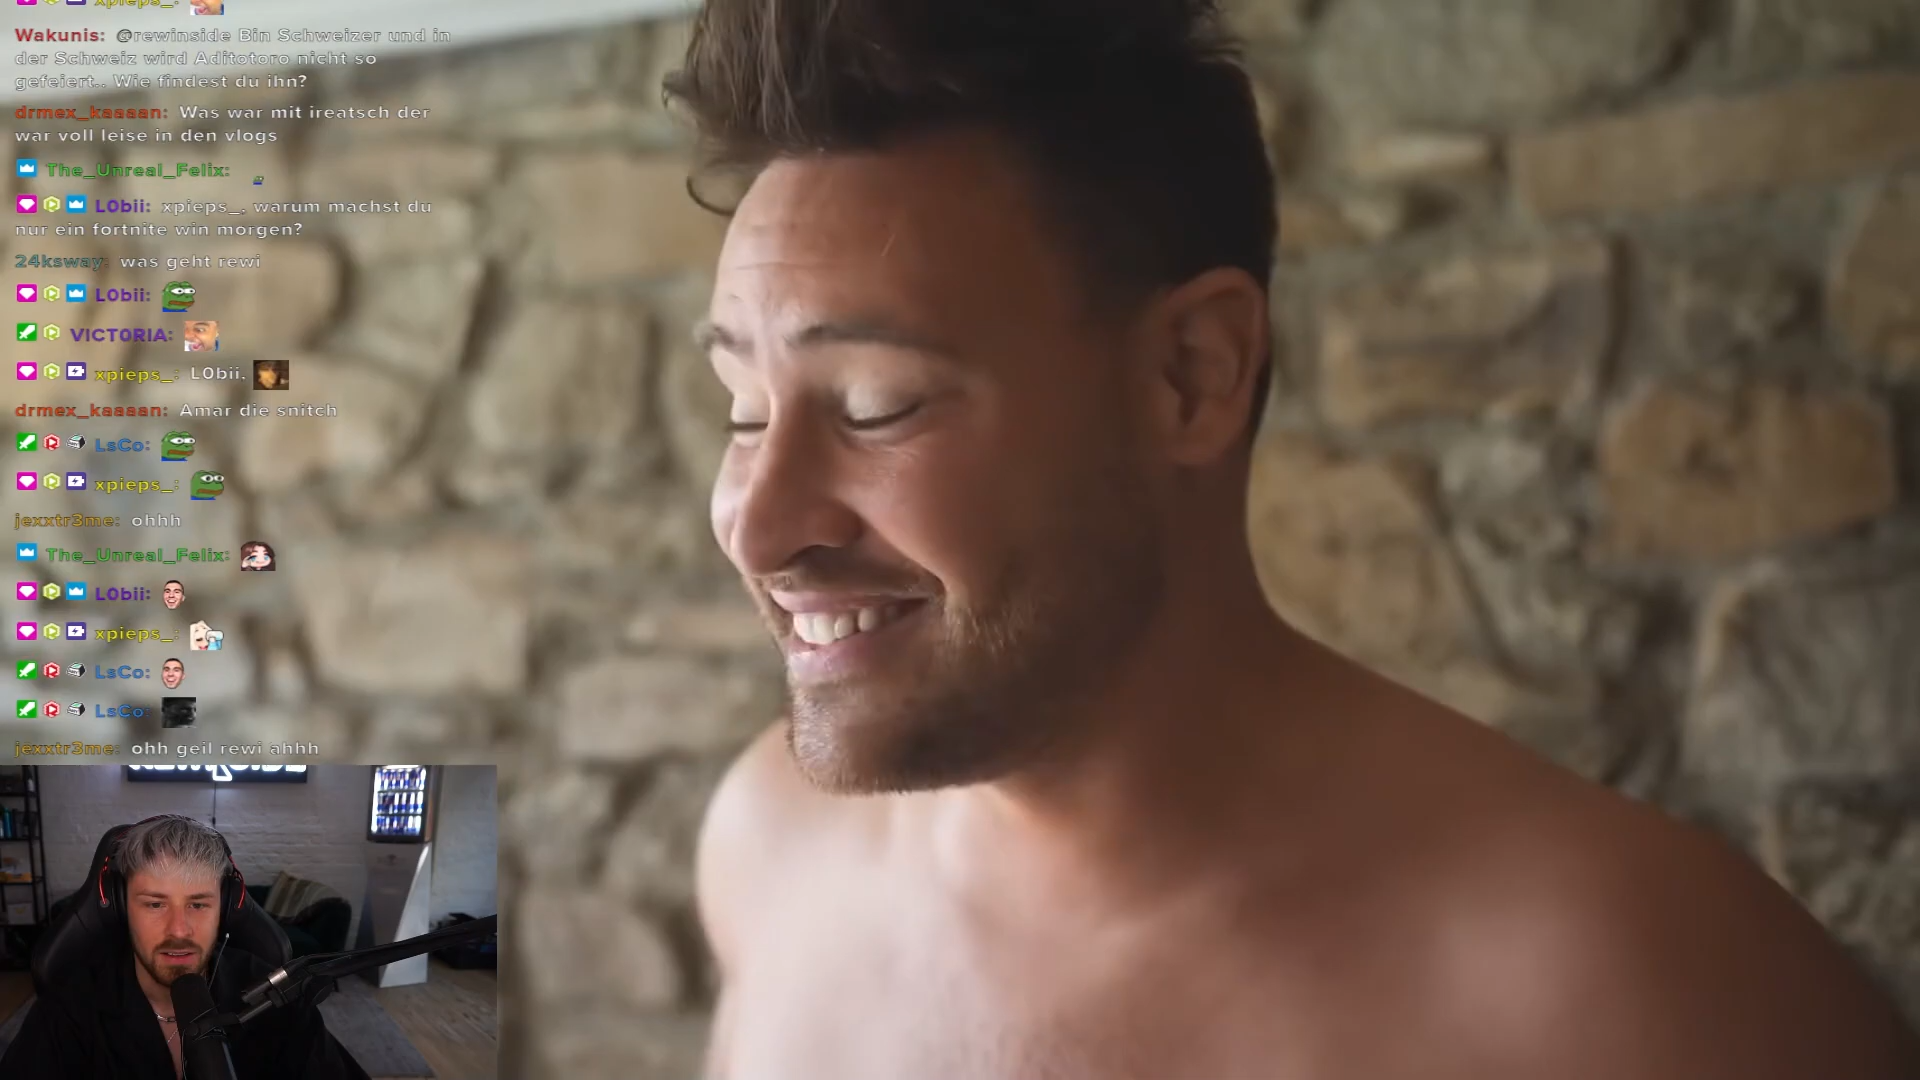 xpieps_:
Wakunis: @rewinside Bin Schweizer und in
der Schweiz wird Aditotoro nicht so
gefeiert.. Wie findest du ihn?
drmex_kaaaan: Was war mit ireatsch der
war voll leise in den vlogs
The_Unreal_Felix:
L0bii: xpieps_, warum machst du
nur ein fortnite win morgen?
24ksway: was geht rewi
L0bii:
VICT0RIA:
xpieps_: L0bii,
drmex_kaaaan: Amar die snitch
LsCo:
xpieps_:
jexxtr3me: ohhh
The_Unreal_Felix:
L0bii:
xpieps_:
LsCo:
LsCo:
jexxtr3me: ohh geil rewi ahhh